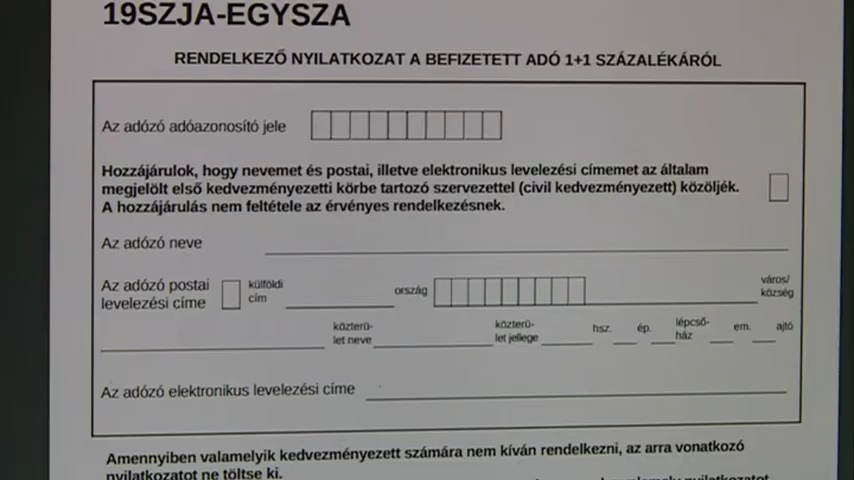 19SZJA-EGYSZA
RENDELKEZŐ NYILATKOZAT A BEFIZETETT ADÓ 1+1 SZÁZALÉKÁRÓL
Az adózó adóazonosító jele
Hozzájárulok, hogy nevemet és postai, illetve elektronikus levelezési címemet az általam
megjelölt első kedvezményezetti körbe tartozó szervezettel (civil kedvezményezett) közöljék.
A hozzájárulás nem feltétele az érvényes rendelkezésnek.
Az adózó neve
Az adózó postai
levelezési címe
külföldi
cím
ország
város/
község
közterü-
let neve
közterü-
let jellege
hsz.
ép.
lépcső-
ház
em.
ajtó
Az adózó elektronikus levelezési címe
Amennyiben valamelyik kedvezményezett számára nem kíván rendelkezni, az arra vonatkozó
nyilatkozatot ne töltse ki.
nyilatkozatot